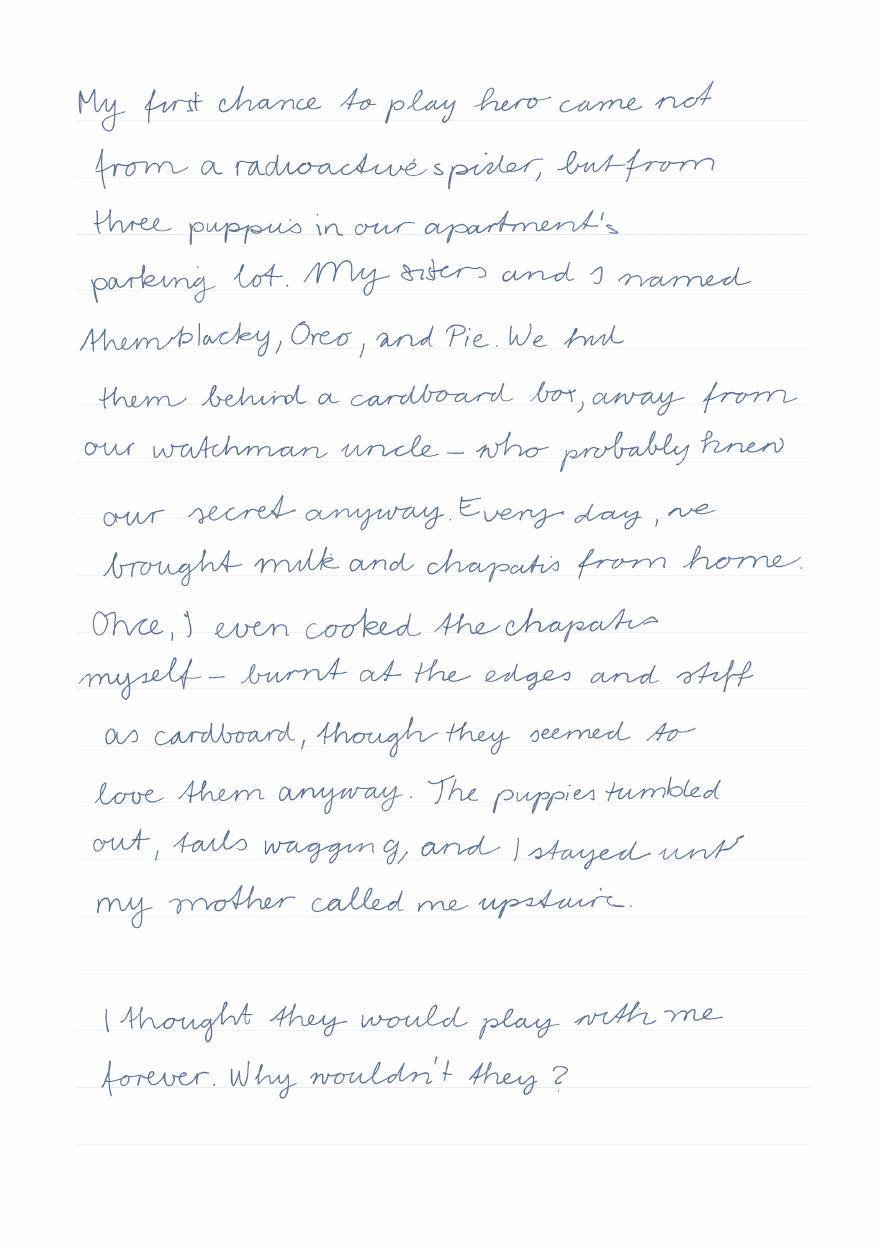 My first chance to play hero came not
from a radioactive spider, but from
three puppies in our apartment's
parking lot. My sisters and I named
them blacky, Oreo, and Pie. We hid
them behind a cardboard box, away from
our watchman uncle – who probably knew
our secret anyway. Every day, we
brought milk and chapatis from home.
Once, I even cooked the chapatis
myself – burnt at the edges and stiff
as cardboard, though they seemed to
love them anyway. The puppies tumbled
out, tails wagging, and I stayed until
my mother called me upstairs.
I thought they would play with me
forever. Why wouldn't they?